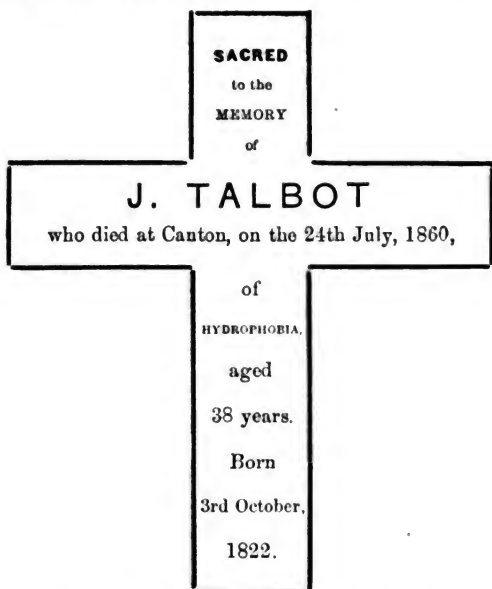 SACRED
to the
MEMORY
of
J. TALBOT
who died at Canton, on the 24th July, 1860,
of
HYDROPHOBIA,
aged
38 years.
Born
3rd October,
1822.